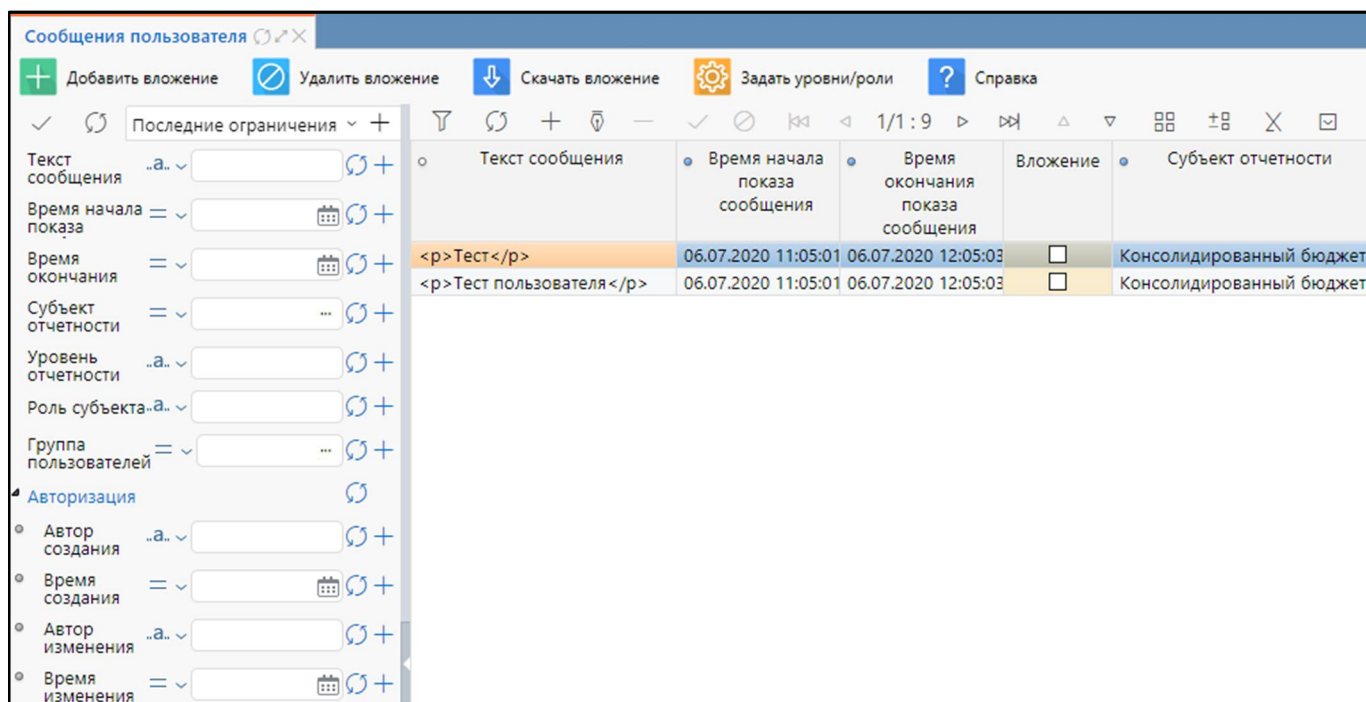 Сообщения пользователя
Добавить вложение
Удалить вложение
Скачать вложение
Задать уровни/роли
? Справка
Последние ограничения
1/1 : 9
Текст
сообщения
..a..
Время начала
показа
=
Время
окончания
=
Субъект
отчетности
= ...
Уровень
отчетности
..a..
Роль субъекта ..a..
Группа
пользователей
= ...
Авторизация
Автор
создания
..a..
Время
создания
=
Автор
изменения
..a..
Время
изменения
=
Текст сообщения
Время начала
показа
сообщения
Время
окончания
показа
сообщения
Вложение
Субъект отчетности
<p>Тест</p> 06.07.2020 11:05:01 06.07.2020 12:05:03 Консолидированный бюджет
<p>Тест пользователя</p> 06.07.2020 11:05:01 06.07.2020 12:05:03 Консолидированный бюджет